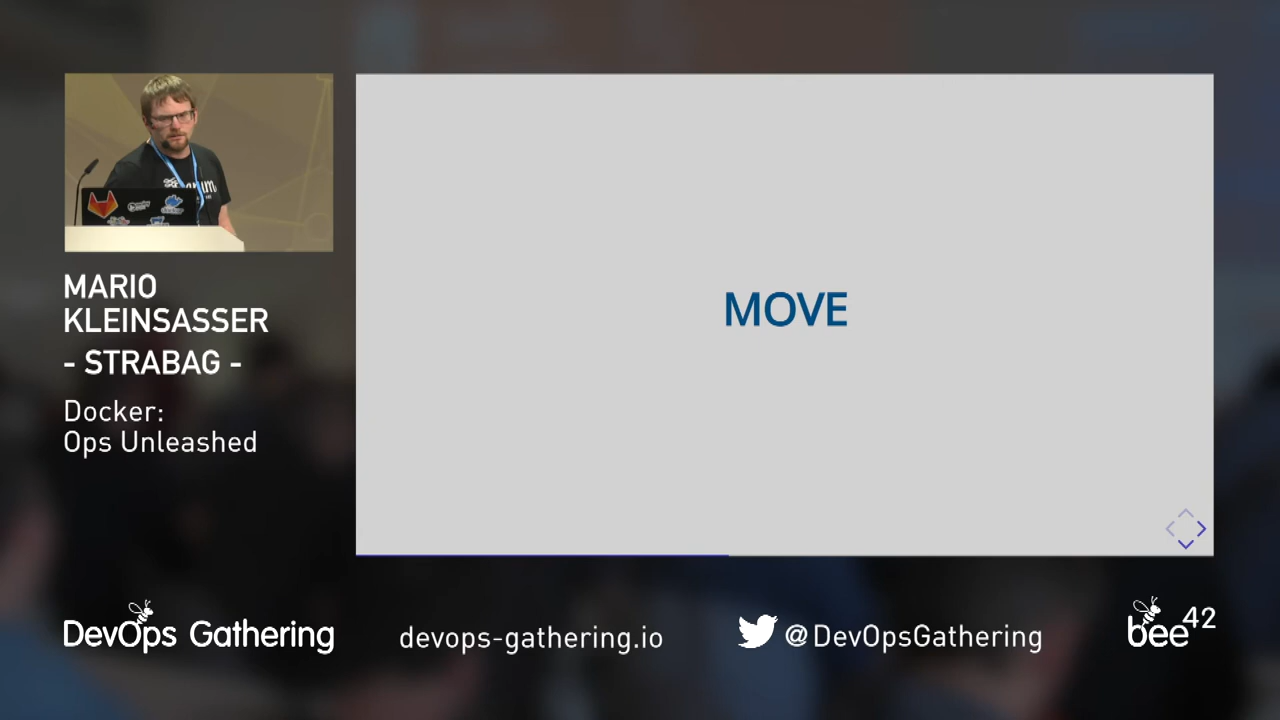 MARIO
KLEINSASSER
- STRABAG -
Docker:
Ops Unleashed
MOVE
DevOps Gathering
devops-gathering.io
@DevOpsGathering
bee42